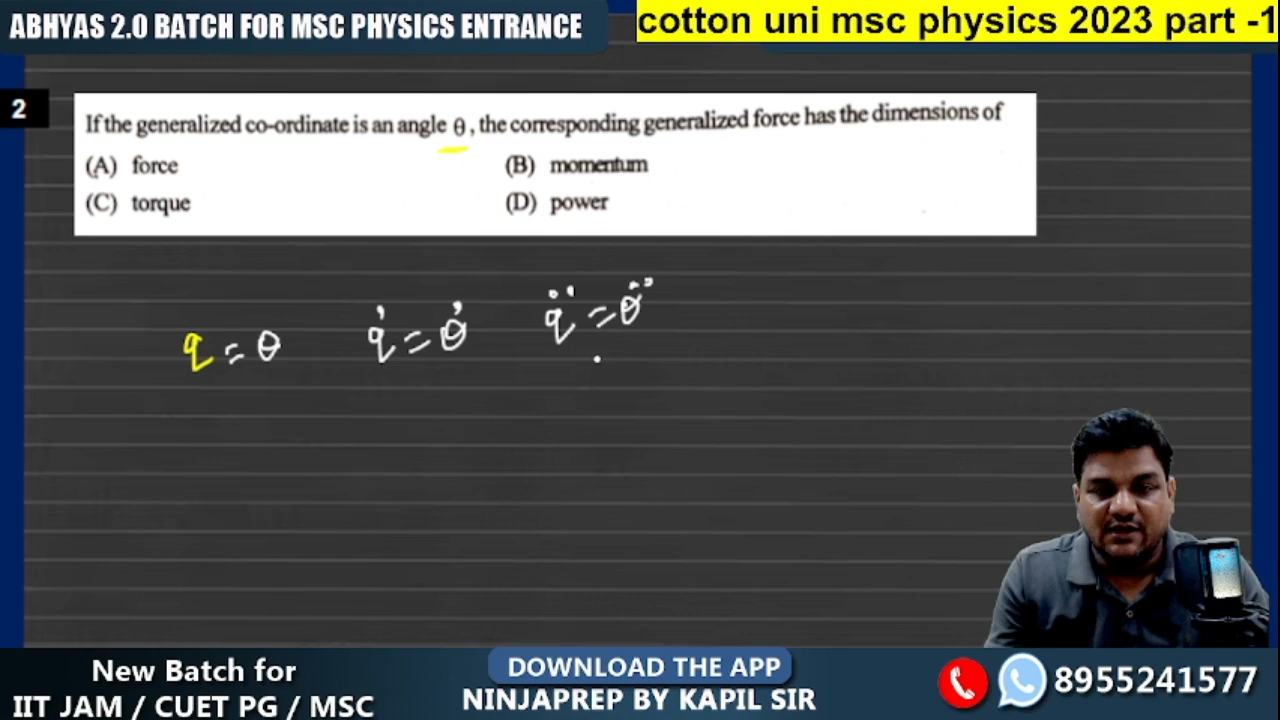 ABHYAS 2.0 BATCH FOR MSC PHYSICS ENTRANCE
cotton uni msc physics 2023 part -1
2
If the generalized co-ordinate is an angle θ, the corresponding generalized force has the dimensions of
(A) force (B) momentum
(C) torque (D) power
q = θ q̇ = θ̇ q̈ = θ̈
New Batch for
IIT JAM / CUET PG / MSC
DOWNLOAD THE APP
NINJAPREP BY KAPIL SIR
8955241577